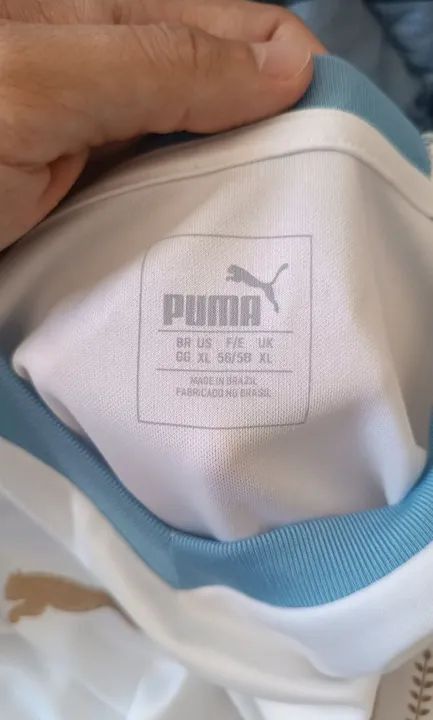 PUMA
BR US F/E UK
GG XL 56/58 XL
MADE IN BRAZIL
FABRICADO NO BRASIL